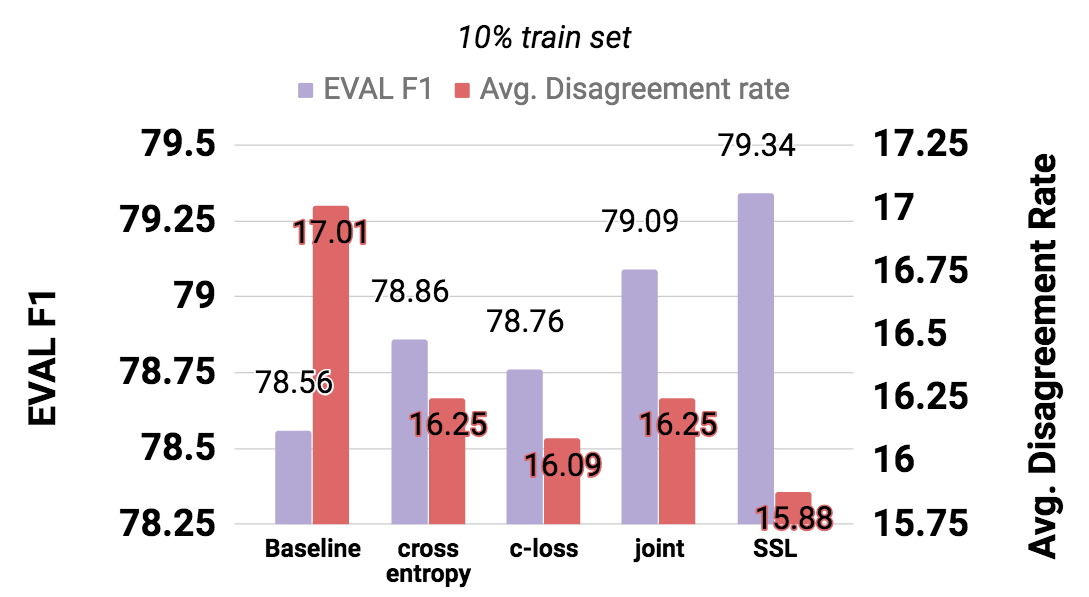 10% train set
EVAL F1 Avg. Disagreement rate
79.5
79.25
79
78.75
78.5
78.25
EVAL F1
17.25
17
16.75
16.5
16.25
16
15.75
Avg. Disagreement Rate
78.56
17.01
78.86
16.25
78.76
16.09
79.09
16.25
79.34
15.88
Baseline
cross
entropy
c-loss
joint
SSL